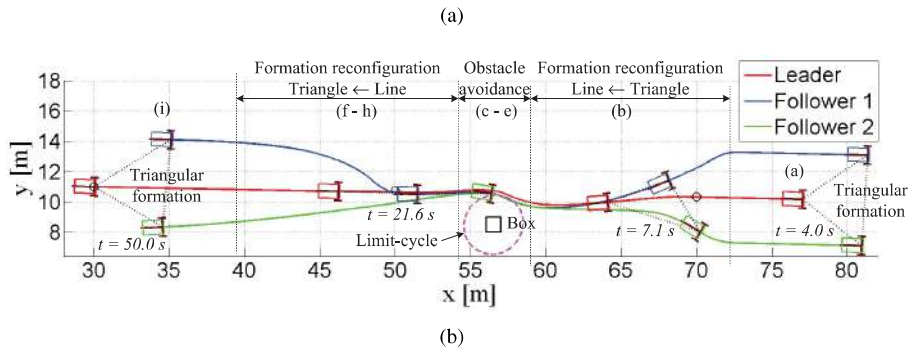 (a)
Formation reconfiguration
Triangle ← Line
(f - h)
Obstacle
avoidance
(c - e)
Formation reconfiguration
Line ← Triangle
(b)
Leader
Follower 1
Follower 2
(i)
(a)
Triangular
formation
Triangular
formation
t = 50.0 s
t = 21.6 s
Limit-cycle
Box
t = 7.1 s
t = 4.0 s
18
16
14
12
10
8
y [m]
30 35 40 45 50 55 60 65 70 75 80
x [m]
(b)